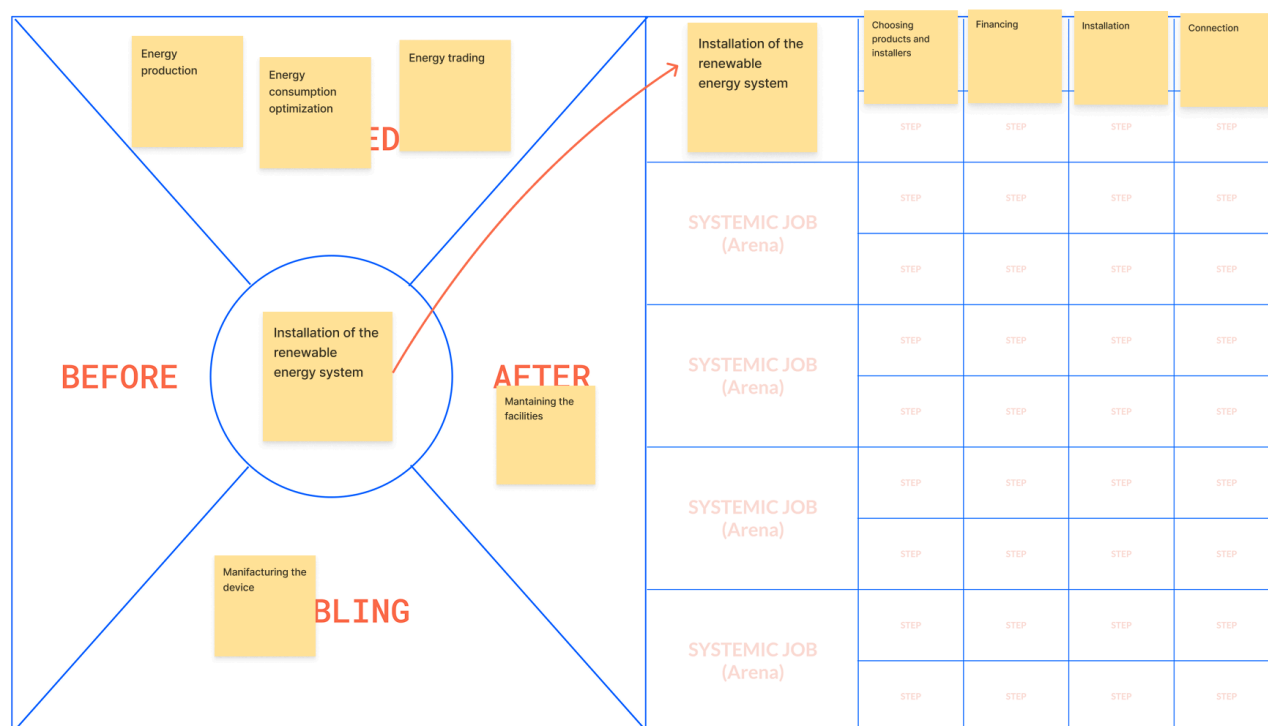 Energy
production
Energy
consumption
optimization
Energy trading
ED
BEFORE
Installation of the
renewable
energy system
AFTER
Mantaining the
facilities
Manifacturing the
device
BLING
Installation of the
renewable
energy system
Choosing
products and
installers
Financing
Installation
Connection
STEP STEP STEP STEP
SYSTEMIC JOB
(Arena)
STEP STEP STEP STEP
STEP STEP STEP STEP
SYSTEMIC JOB
(Arena)
STEP STEP STEP STEP
STEP STEP STEP STEP
SYSTEMIC JOB
(Arena)
STEP STEP STEP STEP
STEP STEP STEP STEP
SYSTEMIC JOB
(Arena)
STEP STEP STEP STEP
STEP STEP STEP STEP